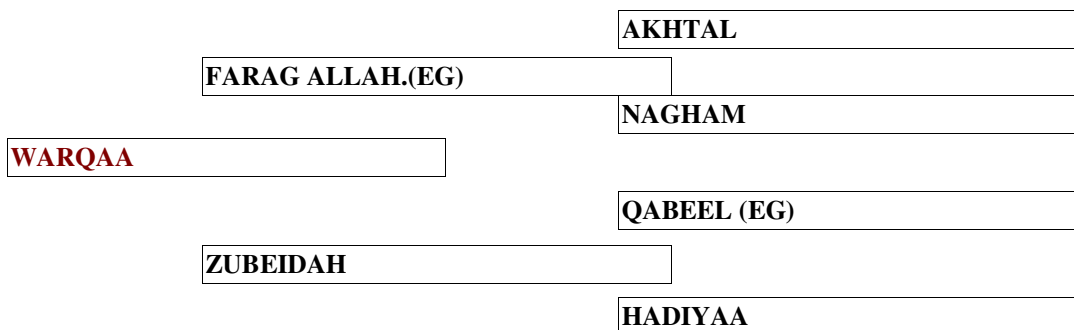 AKHTAL
FARAG ALLAH.(EG)
NAGHAM
WARQAA
QABEEL (EG)
ZUBEIDAH
HADIYAA